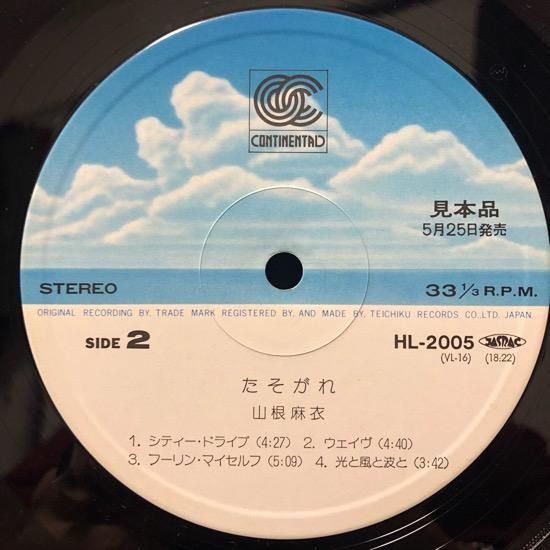 CONTINENTAL
見本品
5月25日発売
STEREO
33 1/3 R.P.M.
ORIGINAL RECORDING BY, TRADE MARK REGISTERED BY, AND MADE BY, TEICHIKU RECORDS CO.,LTD. JAPAN.
SIDE 2
HL-2005 JASRAC
(VL-16) (18.22)
たそがれ
山根麻衣
1. シティー・ドライブ (4:27) 2. ウェイヴ (4:40)
3. フーリン・マイセルフ (5:09) 4. 光と風と波と (3:42)